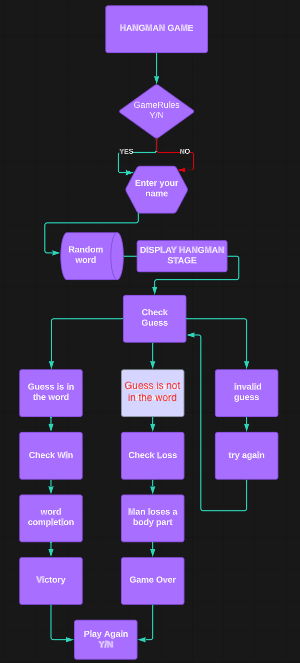 HANGMAN GAME
GameRules
Y/N
YES
NO
Enter your
name
Random
word
DISPLAY HANGMAN
STAGE
Check
Guess
Guess is in
the word
Guess is not
in the word
invalid
guess
Check Win
Check Loss
try again
word
completion
Man loses a
body part
Victory
Game Over
Play Again
Y/N